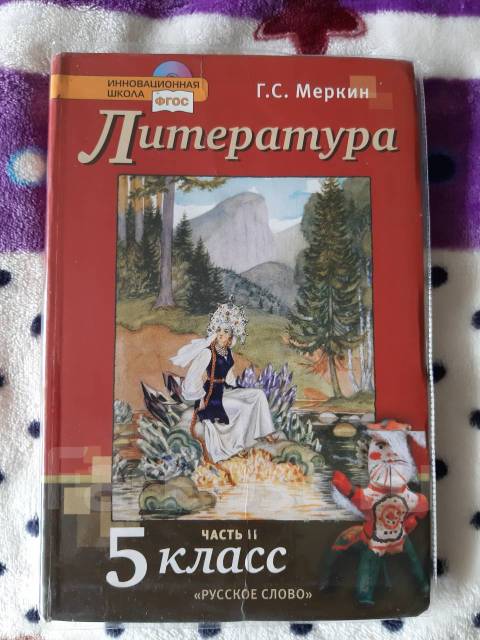 ИННОВАЦИОННАЯ
ШКОЛА
ФГОС
Г.С. Меркин
Литература
ЧАСТЬ II
5 класс
«РУССКОЕ СЛОВО»